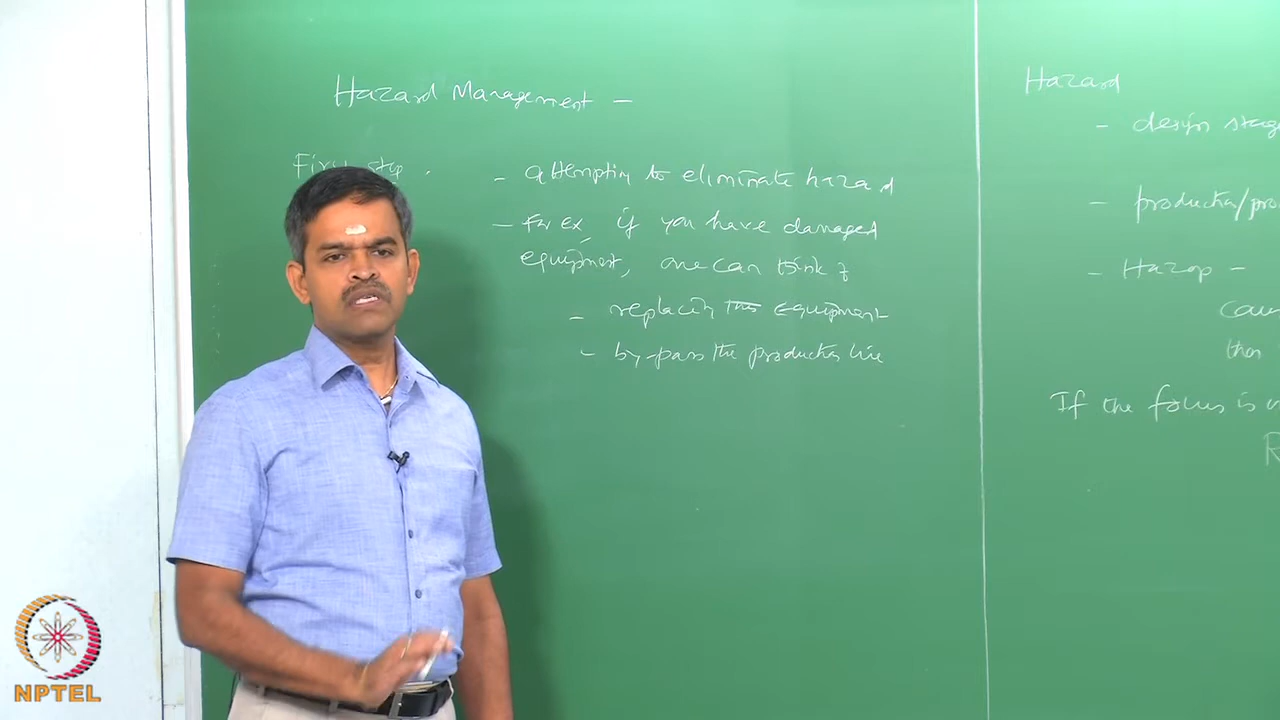 Hazard Management -
First step . - attempting to eliminate hazard
- For ex if you have damaged
equipment, one can think of
- replacing the equipment
- by-pass the production line
Hazard
- design stage
- production/pro
- Hazop -
Cau
than
If the focus is
R
NPTEL